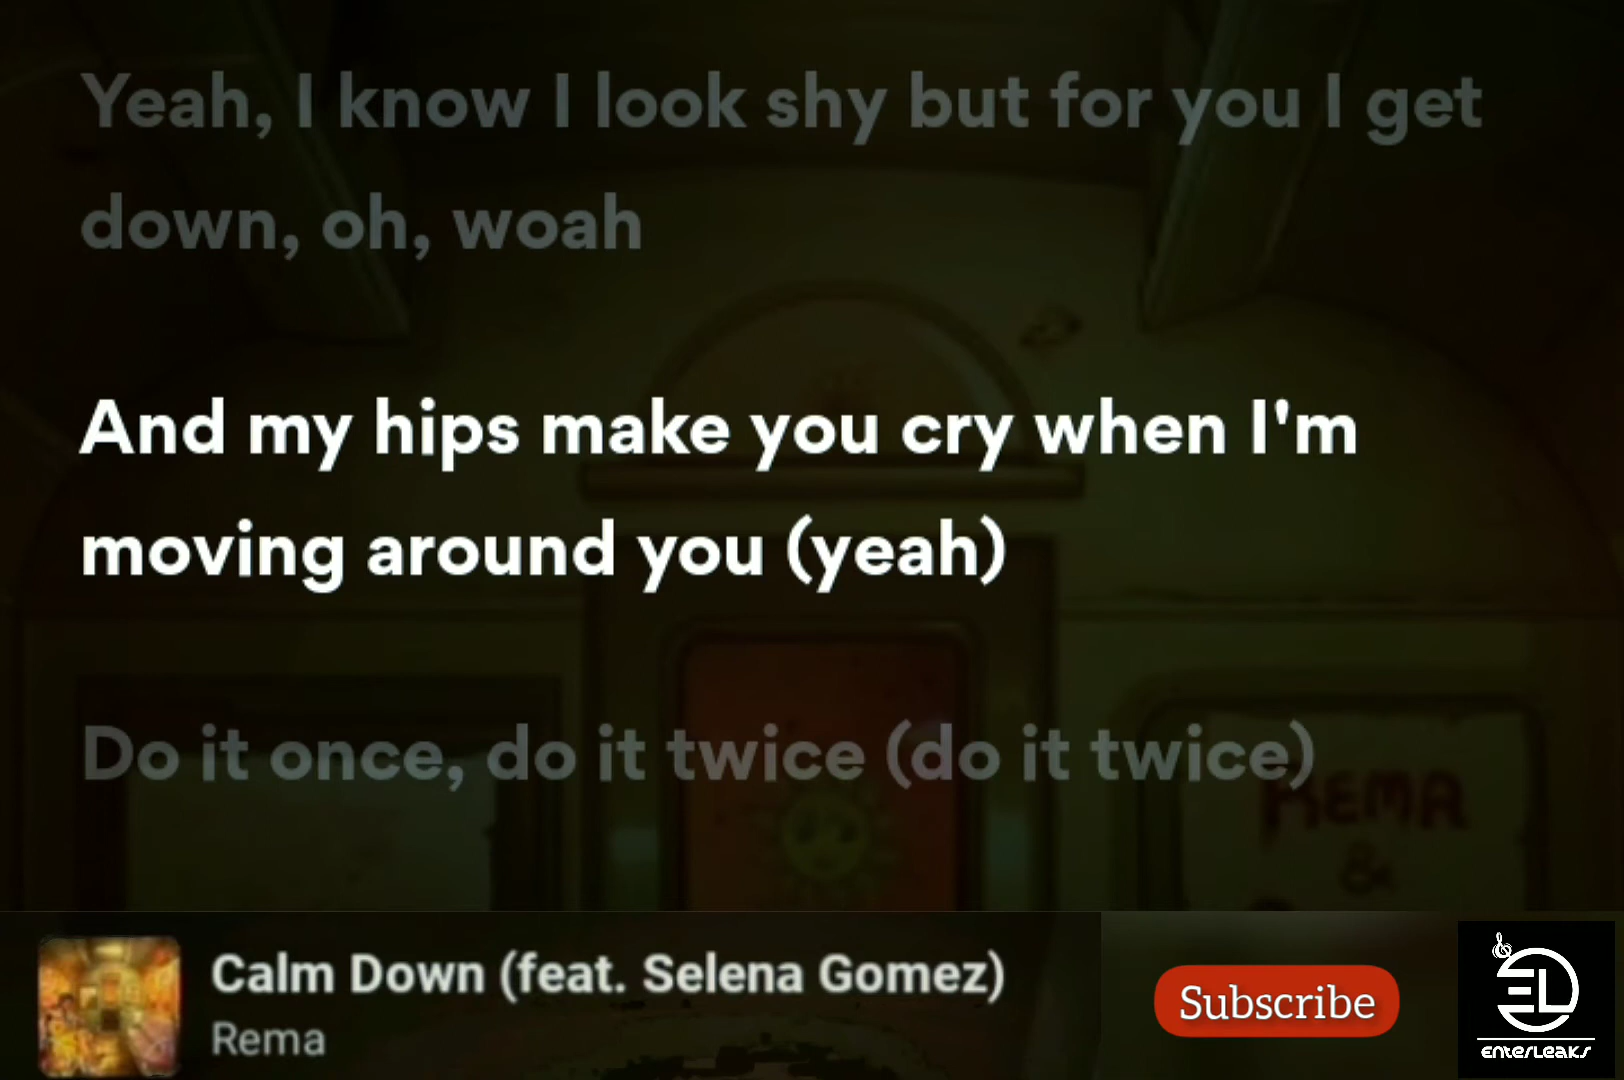 Yeah, I know I look shy but for you I get
down, oh, woah
And my hips make you cry when I'm
moving around you (yeah)
Do it once, do it twice (do it twice)
REMA
&
Calm Down (feat. Selena Gomez)
Rema
Subscribe
EL
EnterLeaks